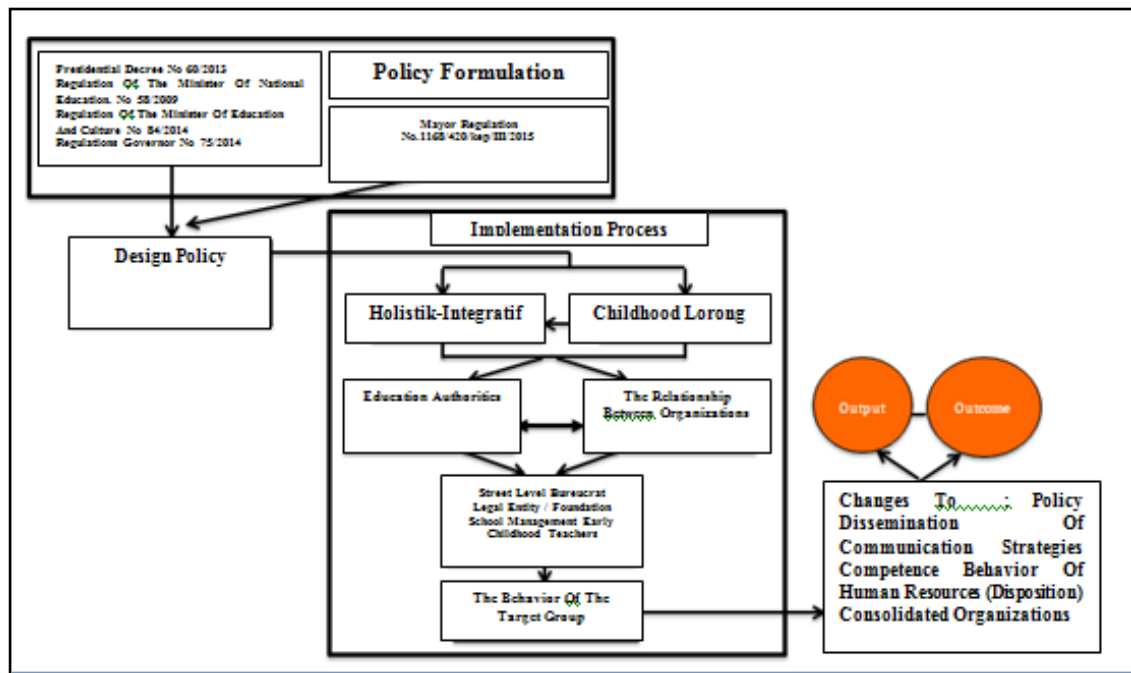 Presidential Decree No 60/2013
Regulation Of The Minister Of National
Education. No 58/2009
Regulation Of The Minister Of Education
And Culture No 84/2014
Regulations Governor No 75/2014
Policy Formulation
Mayor Regulation
No.1168/420/kep/III/2015
Design Policy
Implementation Process
Holistik-Integratif
Childhood Lorong
Education Authorities
The Relationship
Between Organizations
Street Level Bureucrat
Legal Entity / Foundation
School Management Early
Childhood Teachers
The Behavior Of The
Target Group
Output
Outcome
Changes To : Policy
Dissemination Of
Communication Strategies
Competence Behavior Of
Human Resources (Disposition)
Consolidated Organizations